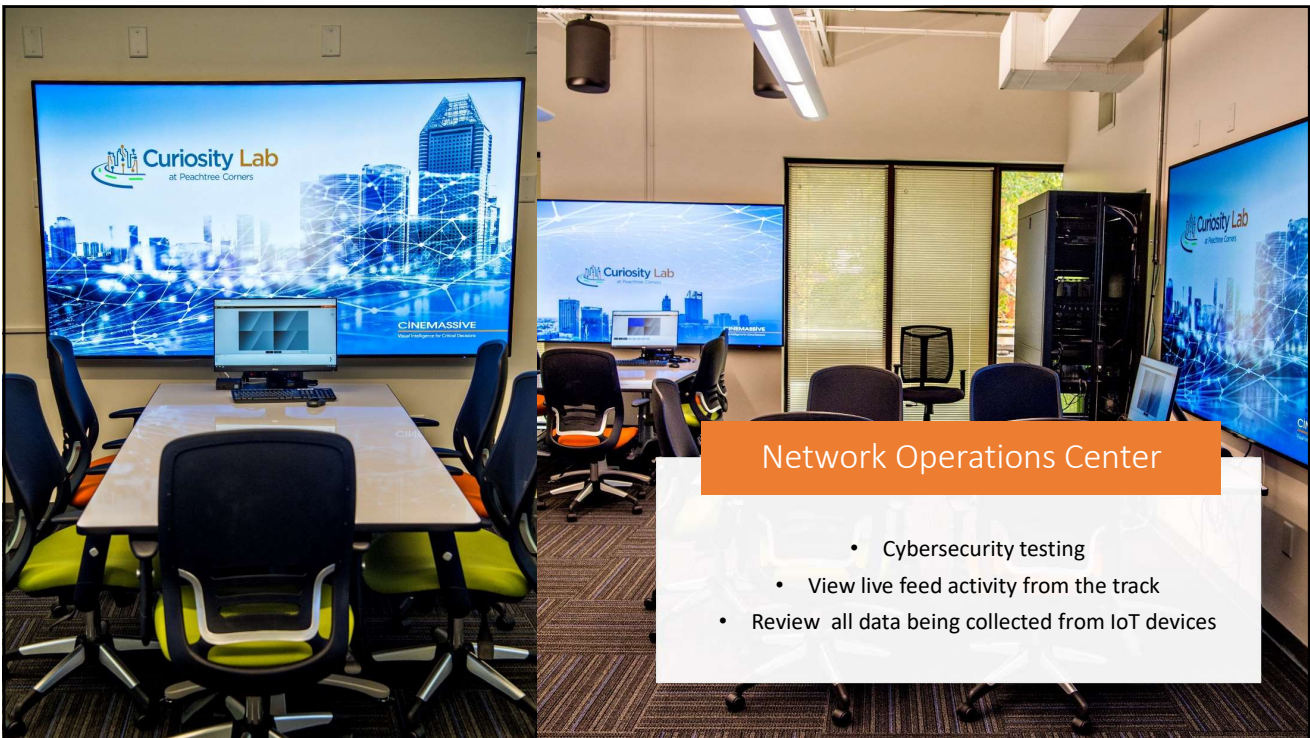 Curiosity Lab
at Peachtree Corners
CINEMASSIVE
Visual Intelligence for Critical Decisions
Curiosity Lab
at Peachtree Corners
CINEMASSIVE
Curiosity Lab
at Peachtree Corners
Network Operations Center
• Cybersecurity testing
• View live feed activity from the track
• Review  all data being collected from IoT devices